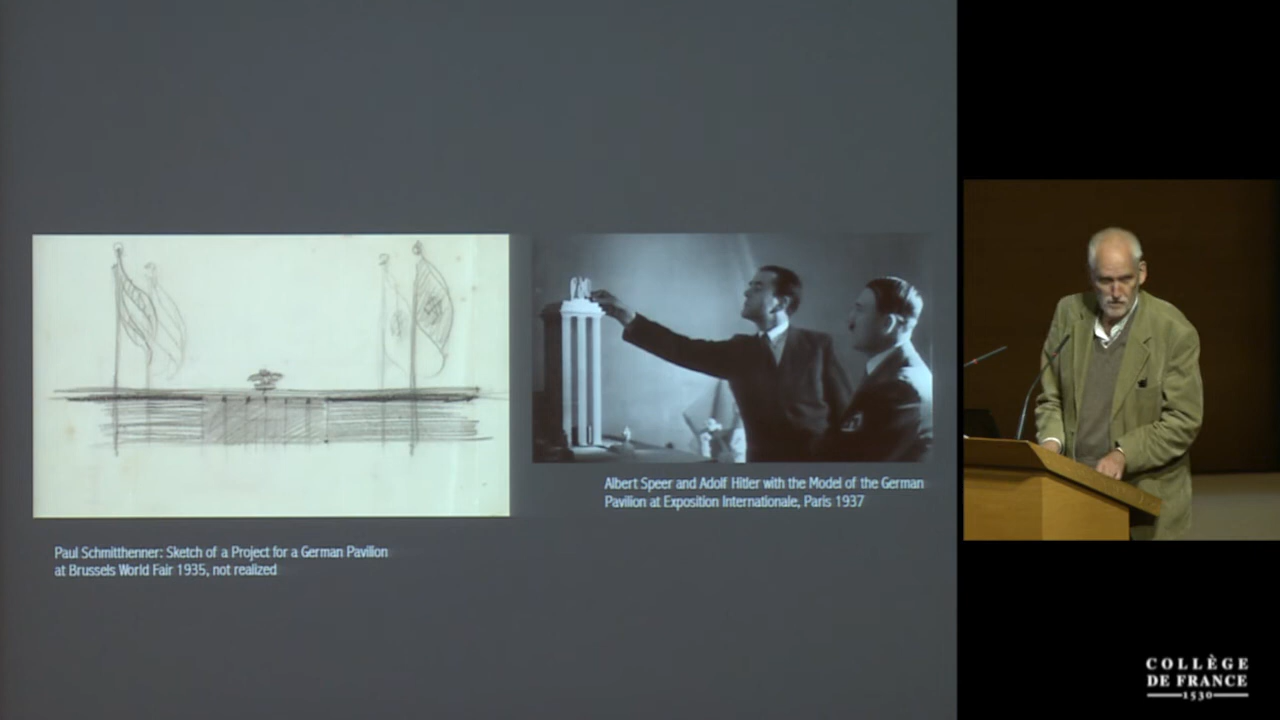 Albert Speer and Adolf Hitler with the Model of the German
Pavilion at Exposition Internationale, Paris 1937
Paul Schmitthenner: Sketch of a Project for a German Pavilion
at Brussels World Fair 1935, not realized
COLLÈGE
DE FRANCE
1530